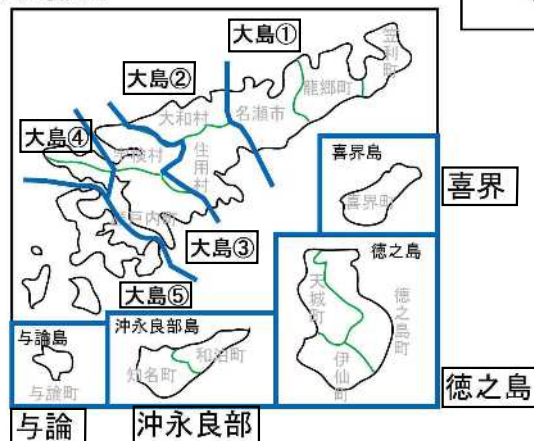 大島①
笠利町
大島②
龍郷町
大和村
名瀬市
大島④
宇検村
住用村
喜界島
喜界町
喜界
瀬戸内町
大島③
徳之島
天城町
徳之島町
大島⑤
沖永良部島
与論島
和泊町
知名町
伊仙町
与論町
徳之島
与論
沖永良部